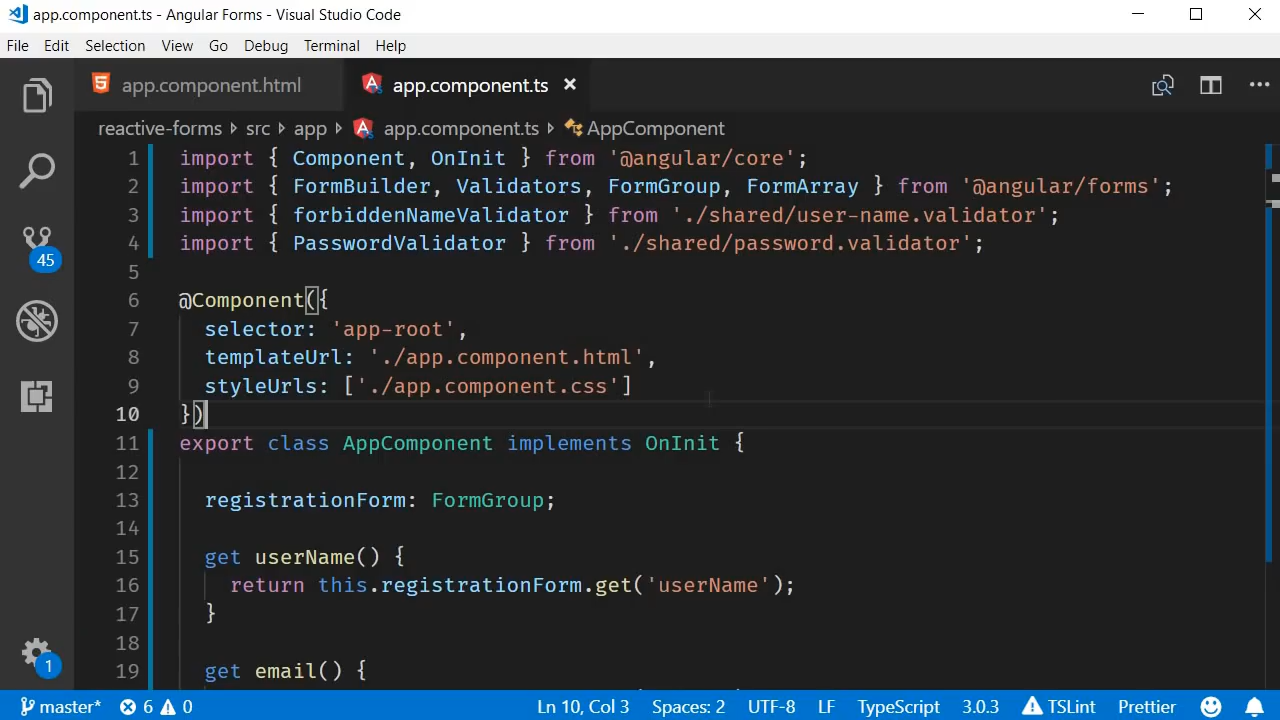 app.component.ts - Angular Forms - Visual Studio Code
File Edit Selection View Go Debug Terminal Help
app.component.html app.component.ts
reactive-forms src app app.component.ts AppComponent
1 import { Component, OnInit } from '@angular/core';
2 import { FormBuilder, Validators, FormGroup, FormArray } from '@angular/forms';
3 import { forbiddenNameValidator } from './shared/user-name.validator';
4 import { PasswordValidator } from './shared/password.validator';
5
6 @Component({
7 selector: 'app-root',
8 templateUrl: './app.component.html',
9 styleUrls: ['./app.component.css']
10 })
11 export class AppComponent implements OnInit {
12
13 registrationForm: FormGroup;
14
15 get userName() {
16 return this.registrationForm.get('userName');
17 }
18
19 get email() {
45
1
master* 6 0 Ln 10, Col 3 Spaces: 2 UTF-8 LF TypeScript 3.0.3 TSLint Prettier